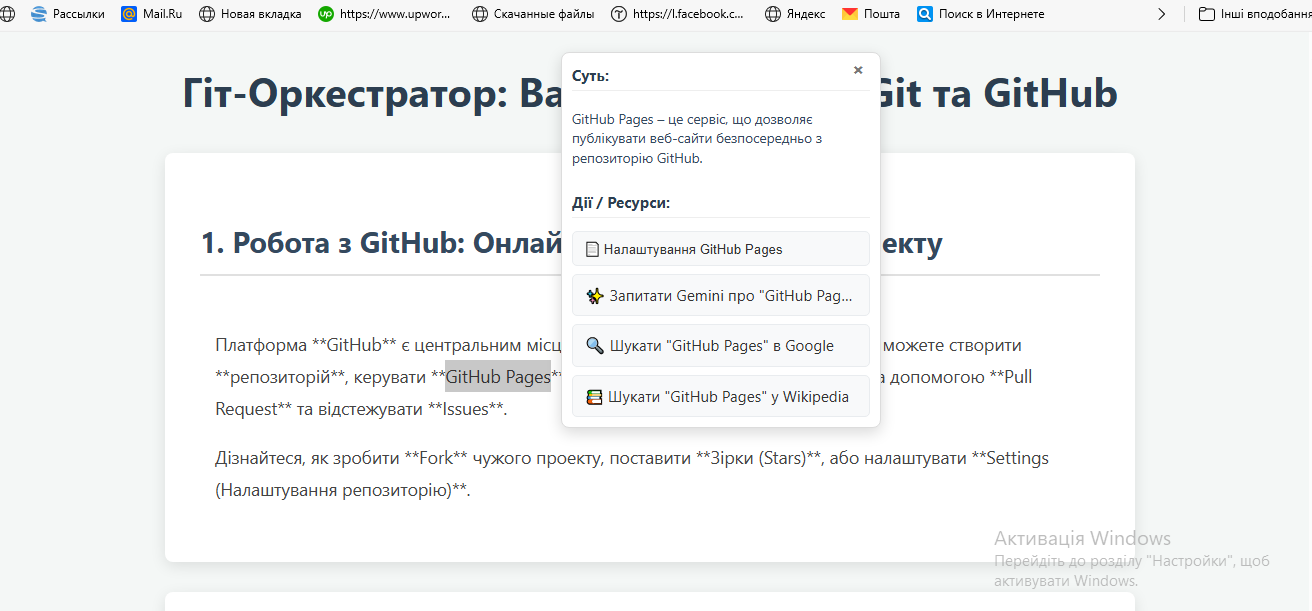 Рассылки Mail.Ru Новая вкладка https://www.upwor... Скачанные файлы https://l.facebook.c... Яндекс Почта Поиск в Интернете Інші вподобання
Гіт-Оркестратор: Ва Git та GitHub
Суть:
GitHub Pages – це сервіс, що дозволяє
публікувати веб-сайти безпосередньо з
репозиторію GitHub.
Дії / Ресурси:
Налаштування GitHub Pages
Запитати Gemini про "GitHub Pag...
Шукати "GitHub Pages" в Google
Шукати "GitHub Pages" у Wikipedia
1. Робота з GitHub: Онлай екту
Платформа **GitHub** є центральним місц можете створити
**репозиторій**, керувати **GitHub Pages** а допомогою **Pull
Request** та відстежувати **Issues**.
Дізнайтеся, як зробити **Fork** чужого проекту, поставити **Зірки (Stars)**, або налаштувати **Settings
(Налаштування репозиторію)**.
Активація Windows
Перейдіть до розділу "Настройки", щоб
активувати Windows.